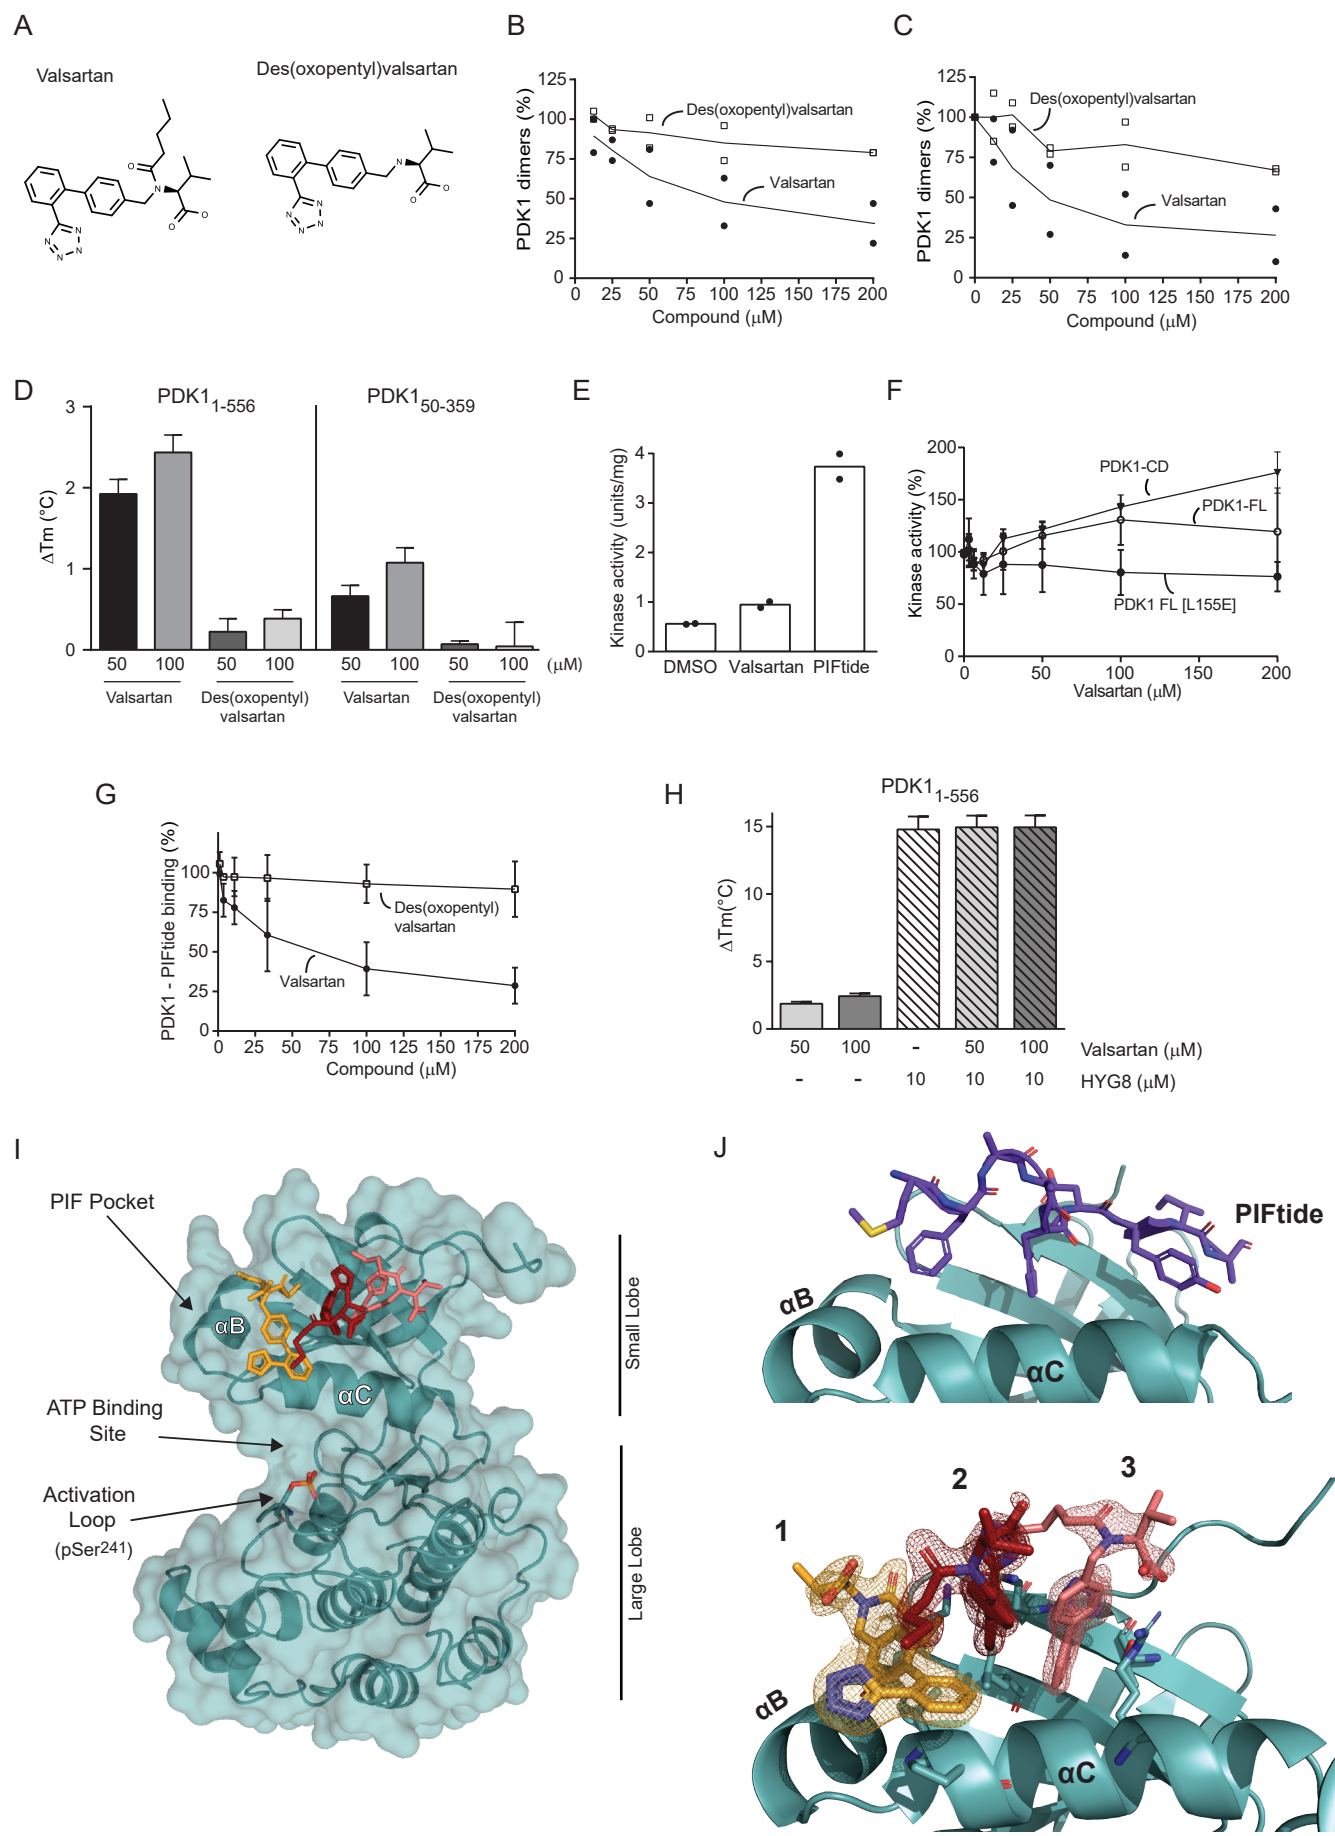 A
Valsartan
Des(oxopentyl)valsartan
O
N
O
O
N
N
N
N
N
O
O
N
N
N
N
B
PDK1 dimers (%)
125
100
75
50
25
0
Des(oxopentyl)valsartan
Valsartan
0 25 50 75 100 125 150 175 200
Compound (μM)
C
PDK1 dimers (%)
125
100
75
50
25
0
Des(oxopentyl)valsartan
Valsartan
0 25 50 75 100 125 150 175 200
Compound (μM)
D
PDK1 1-556
PDK1 50-359
ΔTm (°C)
3
2
1
0
50 100 50 100 50 100 50 100 (μM)
Valsartan
Des(oxopentyl)
valsartan
Valsartan
Des(oxopentyl)
valsartan
E
Kinase activity (units/mg)
4
3
2
1
0
DMSO Valsartan PIFtide
F
Kinase activity (%)
200
150
100
50
0
PDK1-CD
PDK1-FL
PDK1 FL [L155E]
0 50 100 150 200
Valsartan (μM)
G
PDK1 - PIFtide binding (%)
100
75
50
25
0
Des(oxopentyl)
valsartan
Valsartan
0 25 50 75 100 125 150 175 200
Compound (μM)
H
PDK1 1-556
ΔTm(°C)
15
10
5
0
50 100 - 50 100 Valsartan (μM)
- - 10 10 10 HYG8 (μM)
I
PIF Pocket
αB
αC
ATP Binding
Site
Activation
Loop
(pSer241)
Small Lobe
Large Lobe
J
PIFtide
αB
αC
1
2
3
αB
αC